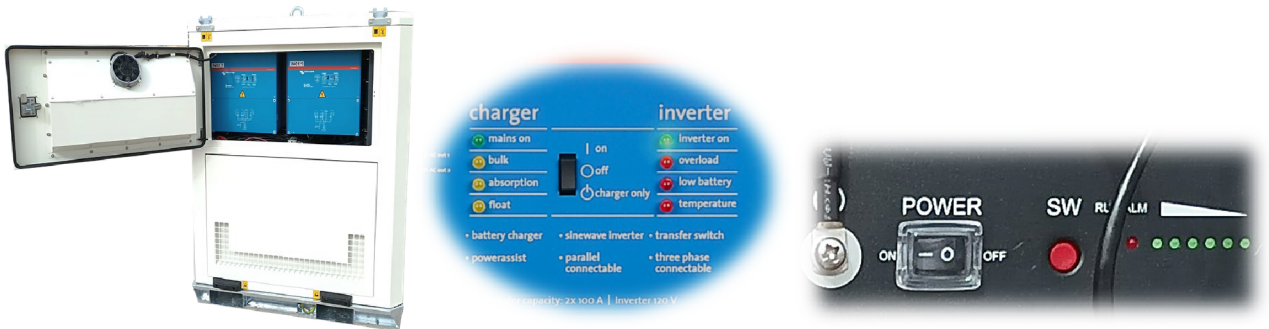 charger
mains on
bulk
absorption
float
on
off
charger only
inverter
inverter on
overload
low battery
temperature
• battery charger
• powerassist
• sinewave inverter
• parallel
connectable
• transfer switch
• three phase
connectable
capacity: 2x 100 A | Inverter 120 V
POWER
ON
OFF
SW
ALM